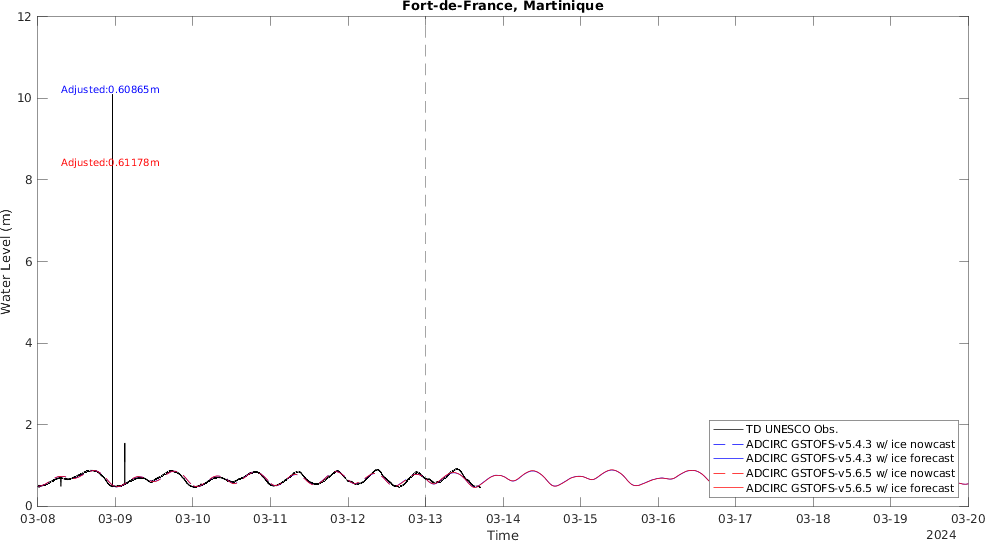 Fort-de-France, Martinique
Water Level (m)
12
10
8
6
4
2
0
Adjusted:0.60865m
Adjusted:0.61178m
TD UNESCO Obs.
ADCIRC GSTOFS-v5.4.3 w/ ice nowcast
ADCIRC GSTOFS-v5.4.3 w/ ice forecast
ADCIRC GSTOFS-v5.6.5 w/ ice nowcast
ADCIRC GSTOFS-v5.6.5 w/ ice forecast
03-08 03-09 03-10 03-11 03-12 03-13 03-14 03-15 03-16 03-17 03-18 03-19 03-20
Time
2024